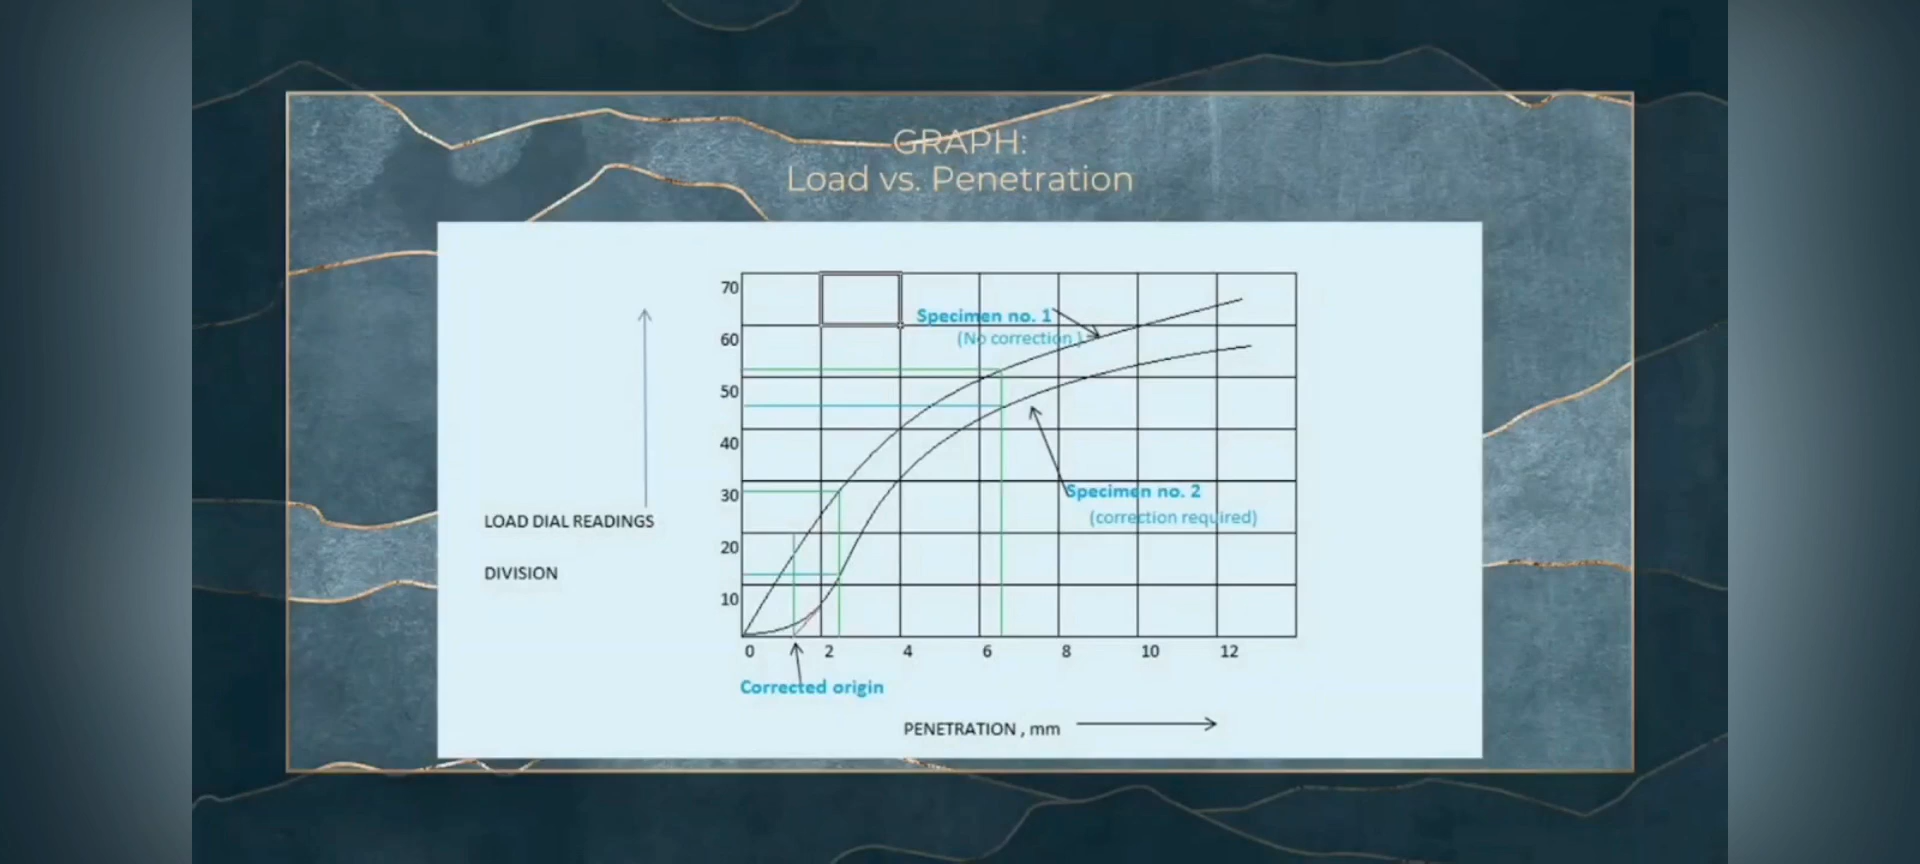 GRAPH:
Load vs. Penetration
70
Specimen no. 1
60
(No correction )
50
40
30
Specimen no. 2
(correction required)
LOAD DIAL READINGS
20
DIVISION
10
0 2 4 6 8 10 12
Corrected origin
PENETRATION , mm